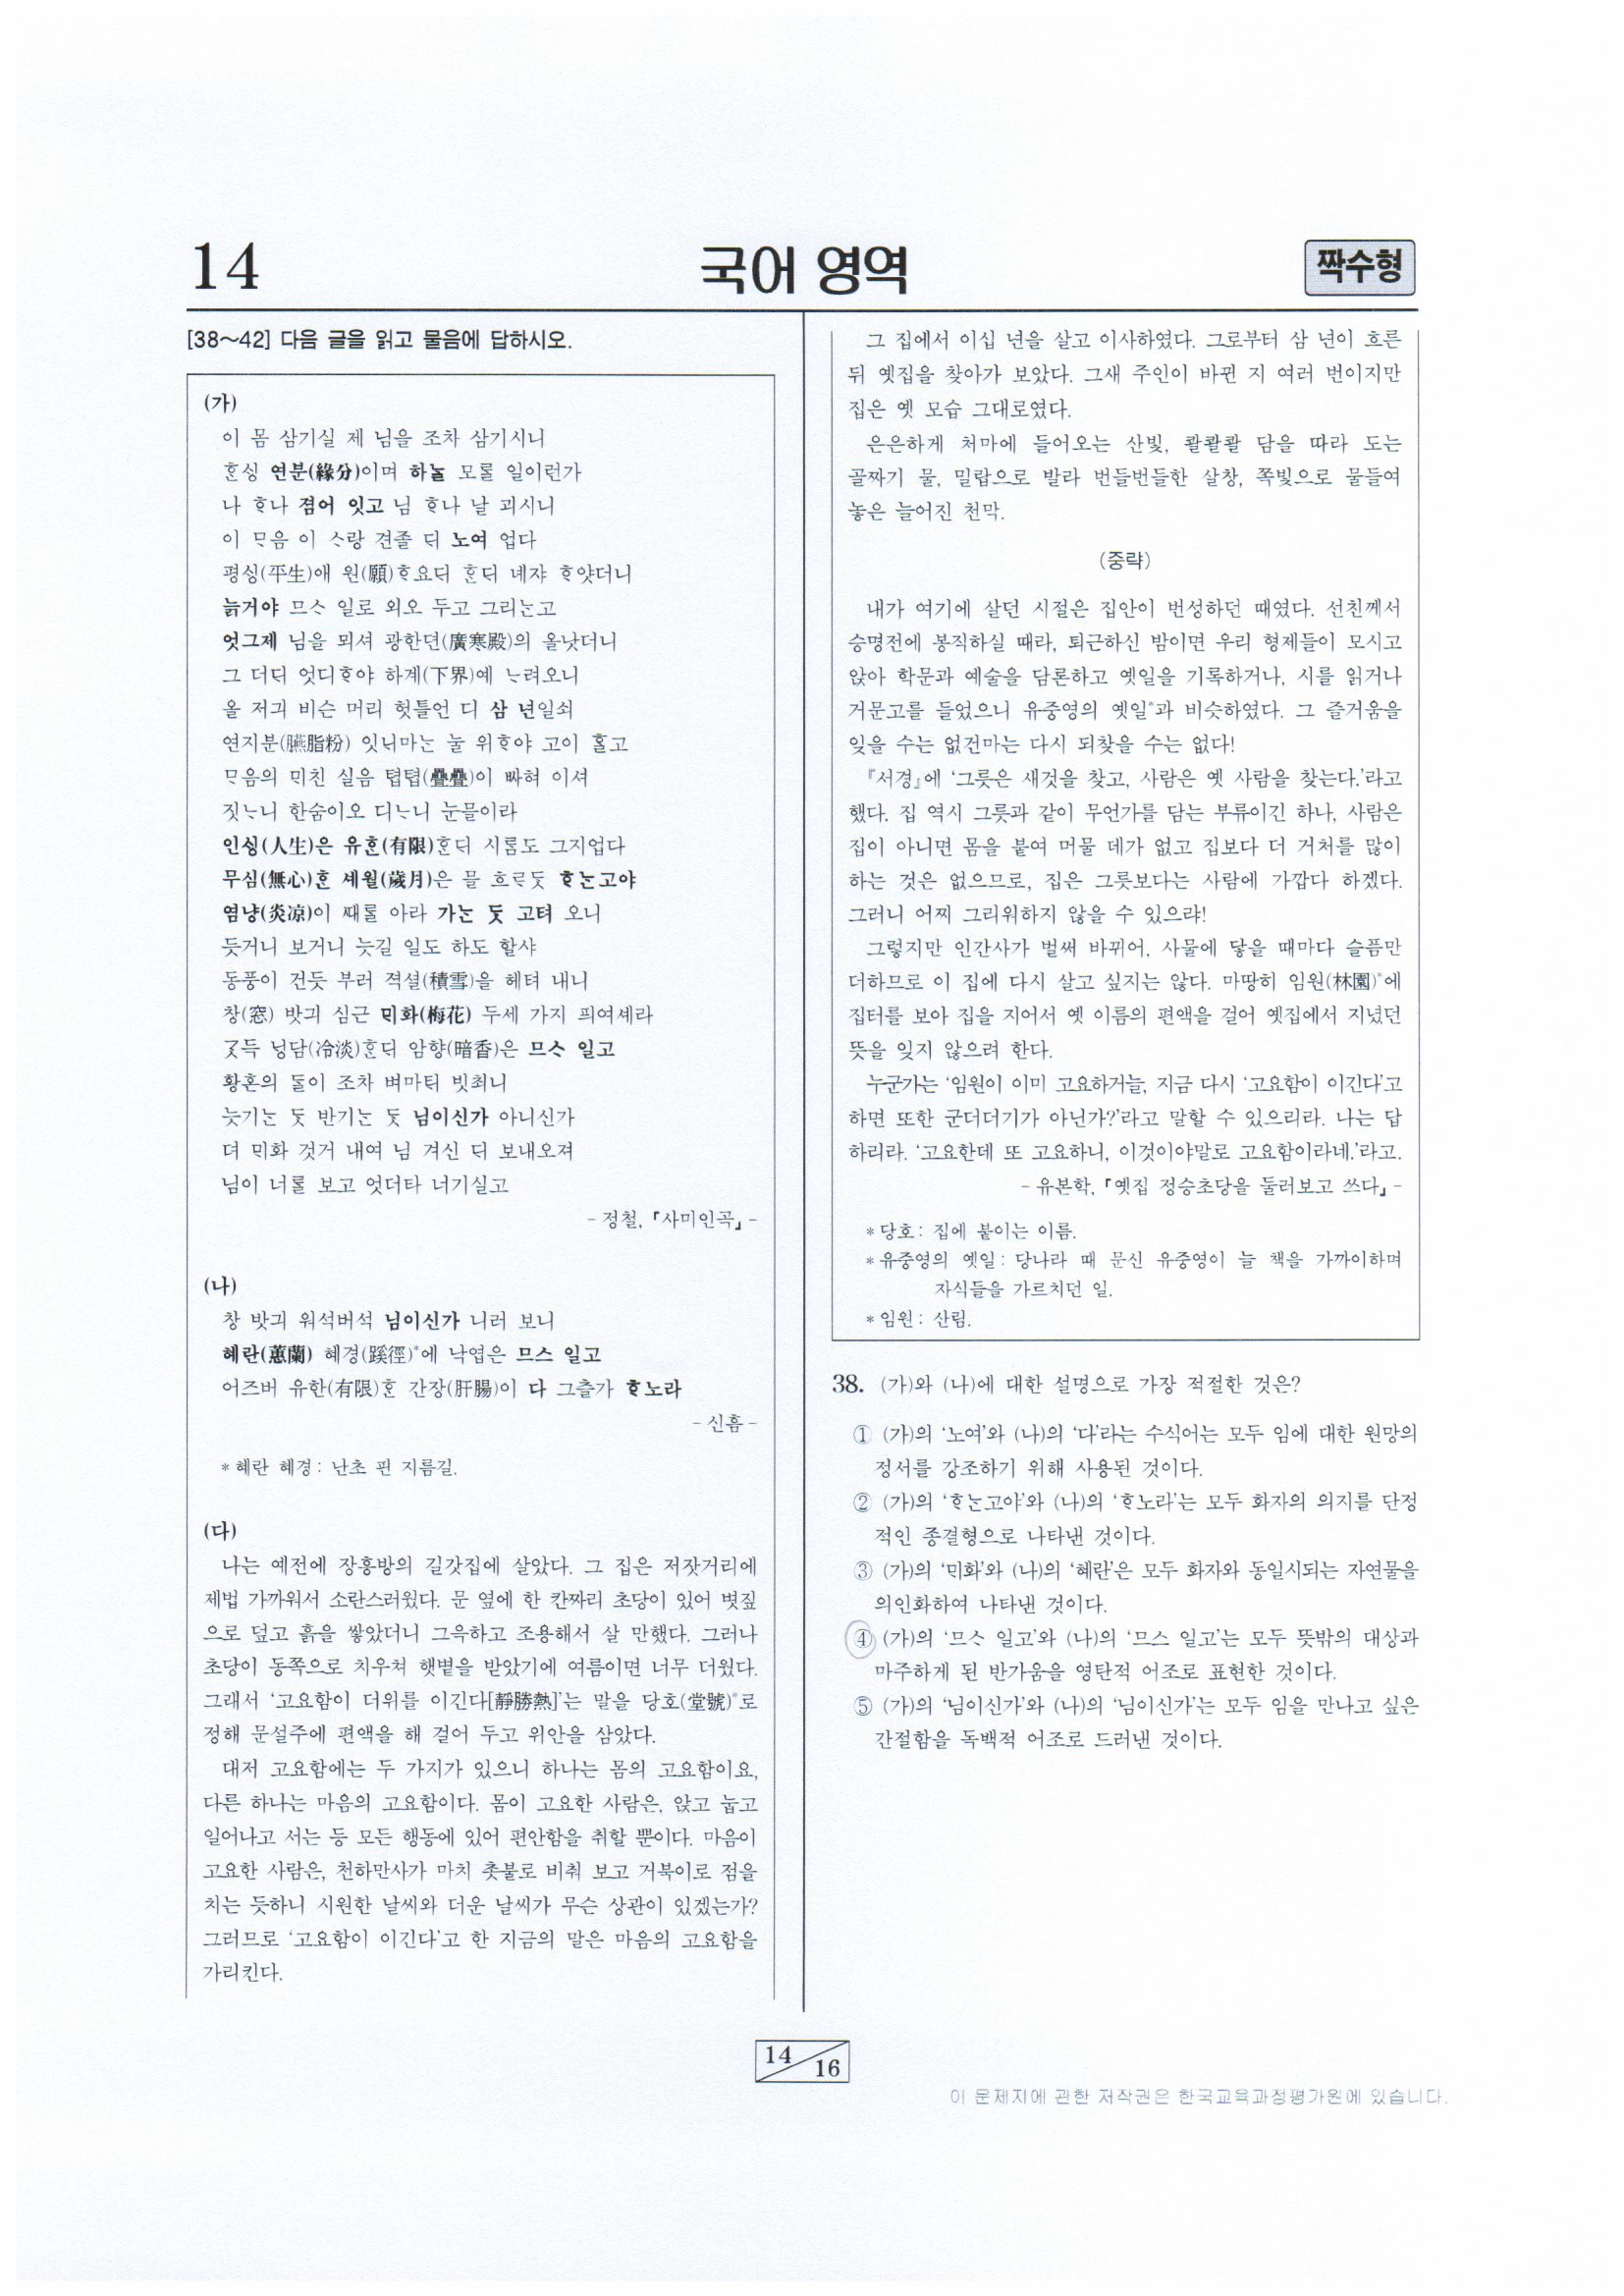 14
국어 영역
짝수형
[38~42] 다음 글을 읽고 물음에 답하시오.
(가)
이 몸 삼기실 제 님을 조차 삼기시니
ᄒᆞᆫᄉᆡᆼ 연분(緣分)이며 하ᄂᆞᆯ 모ᄅᆞᆯ 일이런가
나 ᄒᆞ나 졈어 잇고 님 ᄒᆞ나 날 괴시니
이 ᄆᆞ음 이 ᄉᆞ랑 견졸 ᄃᆡ 노여 업다
평ᄉᆡᆼ(平生)애 원(願)ᄒᆞ요ᄃᆡ ᄒᆞᆫᄃᆡ 녜쟈 ᄒᆞ얏더니
늙거야 므스 일로 외오 두고 그리ᄂᆞᆫ고
엇그제 님을 뫼셔 광한뎐(廣寒殿)의 올낫더니
그 더ᄃᆡ 엇디ᄒᆞ야 하계(下界)예 ᄂᆞ려오니
올 저긔 비슨 머리 헛틀언 디 삼 년일쇠
연지분(臙脂粉) 잇ᄂᆡ마ᄂᆞᆫ 눌 위ᄒᆞ야 고이 ᄒᆞᆯ고
ᄆᆞ음의 ᄆᆡ친 실음 텹텹(疊疊)이 ᄡᅡ혀 이셔
짓ᄂᆞ니 한숨이오 디ᄂᆞ니 눈믈이라
인ᄉᆡᆼ(人生)은 유ᄒᆞᆫ(有限)ᄒᆞᆫᄃᆡ 시름도 그지업다
무심(無心)ᄒᆞᆫ 셰월(歲月)은 믈 흐ᄅᆞ듯 ᄒᆞᄂᆞᆫ고야
염냥(炎凉)이 ᄣᅢᄅᆞᆯ 아라 가ᄂᆞᆫ ᄃᆞᆺ 고텨 오니
듯거니 보거니 늣길 일도 하도 할샤
동풍이 건듯 부러 젹셜(積雪)을 헤텨 내니
창(窓) 밧긔 심근 ᄆᆡ화(梅花) 두세 가지 픠여셰라
ᄀᆞᆺ득 ᄂᆡᆼ담(冷淡)ᄒᆞᆫᄃᆡ 암향(暗香)은 므스 일고
황혼의 ᄃᆞᆯ이 조차 벼마ᄐᆡ 빗최니
늣기ᄂᆞᆫ ᄃᆞᆺ 반기ᄂᆞᆫ ᄃᆞᆺ 님이신가 아니신가
뎌 ᄆᆡ화 것거 내여 님 겨신 ᄃᆡ 보내오져
님이 너ᄅᆞᆯ 보고 엇더타 너기실고
- 정철, 「사미인곡」 -
(나)
창 밧긔 워석버석 님이신가 니러 보니
혜란(蕙蘭) 혜경(蹊徑)*에 낙엽은 므스 일고
어즈버 유한(有限)ᄒᆞᆫ 간장(肝腸)이 다 그츨가 ᄒᆞ노라
- 신흠 -
* 혜란 혜경 : 난초 핀 지름길.
(다)
나는 예전에 장흥방의 길갓집에 살았다. 그 집은 저잣거리에
제법 가까워서 소란스러웠다. 문 옆에 한 칸짜리 초당이 있어 볏짚
으로 덮고 흙을 쌓았더니 그윽하고 조용해서 살 만했다. 그러나
초당이 동쪽으로 치우쳐 햇볕을 받았기에 여름이면 너무 더웠다.
그래서 ‘고요함이 더위를 이긴다[靜勝熱]’는 말을 당호(堂號)*로
정해 문설주에 편액을 해 걸어 두고 위안을 삼았다.
대저 고요함에는 두 가지가 있으니 하나는 몸의 고요함이요,
다른 하나는 마음의 고요함이다. 몸이 고요한 사람은, 앉고 눕고
일어나고 서는 등 모든 행동에 있어 편안함을 취할 뿐이다. 마음이
고요한 사람은, 천하만사가 마치 촛불로 비춰 보고 거북이로 점을
치는 듯하니 시원한 날씨와 더운 날씨가 무슨 상관이 있겠는가?
그러므로 ‘고요함이 이긴다’고 한 지금의 말은 마음의 고요함을
가리킨다.
그 집에서 이십 년을 살고 이사하였다. 그로부터 삼 년이 흐른
뒤 옛집을 찾아가 보았다. 그새 주인이 바뀐 지 여러 번이지만
집은 옛 모습 그대로였다.
은은하게 처마에 들어오는 산빛, 콸콸콸 담을 따라 도는
골짜기 물, 밀랍으로 발라 번들번들한 살창, 쪽빛으로 물들여
놓은 늘어진 천막.
(중략)
내가 여기에 살던 시절은 집안이 번성하던 때였다. 선친께서
승명전에 봉직하실 때라, 퇴근하신 밤이면 우리 형제들이 모시고
앉아 학문과 예술을 담론하고 옛일을 기록하거나, 시를 읽거나
거문고를 들었으니 유중영의 옛일*과 비슷하였다. 그 즐거움을
잊을 수는 없건마는 다시 되찾을 수는 없다!
『서경』에 ‘그릇은 새것을 찾고, 사람은 옛 사람을 찾는다.’라고
했다. 집 역시 그릇과 같이 무언가를 담는 부류이긴 하나, 사람은
집이 아니면 몸을 붙여 머물 데가 없고 집보다 더 거처를 많이
하는 것은 없으므로, 집은 그릇보다는 사람에 가깝다 하겠다.
그러니 어찌 그리워하지 않을 수 있으랴!
그렇지만 인간사가 벌써 바뀌어, 사물에 닿을 때마다 슬픔만
더하므로 이 집에 다시 살고 싶지는 않다. 마땅히 임원(林園)*에
집터를 보아 집을 지어서 옛 이름의 편액을 걸어 옛집에서 지녔던
뜻을 잊지 않으려 한다.
누군가는 ‘임원이 이미 고요하거늘, 지금 다시 ‘고요함이 이긴다’고
하면 또한 군더더기가 아닌가?’라고 말할 수 있으리라. 나는 답
하리라. ‘고요한데 또 고요하니, 이것이야말로 고요함이라네.’라고.
- 유본학, 「옛집 정승초당을 둘러보고 쓰다」 -
* 당호 : 집에 붙이는 이름.
* 유중영의 옛일 : 당나라 때 문신 유중영이 늘 책을 가까이하며
자식들을 가르치던 일.
* 임원 : 산림.
38. (가)와 (나)에 대한 설명으로 가장 적절한 것은?
① (가)의 ‘노여’와 (나)의 ‘다’라는 수식어는 모두 임에 대한 원망의
정서를 강조하기 위해 사용된 것이다.
② (가)의 ‘ᄒᆞᄂᆞᆫ고야’와 (나)의 ‘ᄒᆞ노라’는 모두 화자의 의지를 단정
적인 종결형으로 나타낸 것이다.
③ (가)의 ‘ᄆᆡ화’와 (나)의 ‘혜란’은 모두 화자와 동일시되는 자연물을
의인화하여 나타낸 것이다.
④ (가)의 ‘므스 일고’와 (나)의 ‘므스 일고’는 모두 뜻밖의 대상과
마주하게 된 반가움을 영탄적 어조로 표현한 것이다.
⑤ (가)의 ‘님이신가’와 (나)의 ‘님이신가’는 모두 임을 만나고 싶은
간절함을 독백적 어조로 드러낸 것이다.
14
16
이 문제지에 관한 저작권은 한국교육과정평가원에 있습니다.